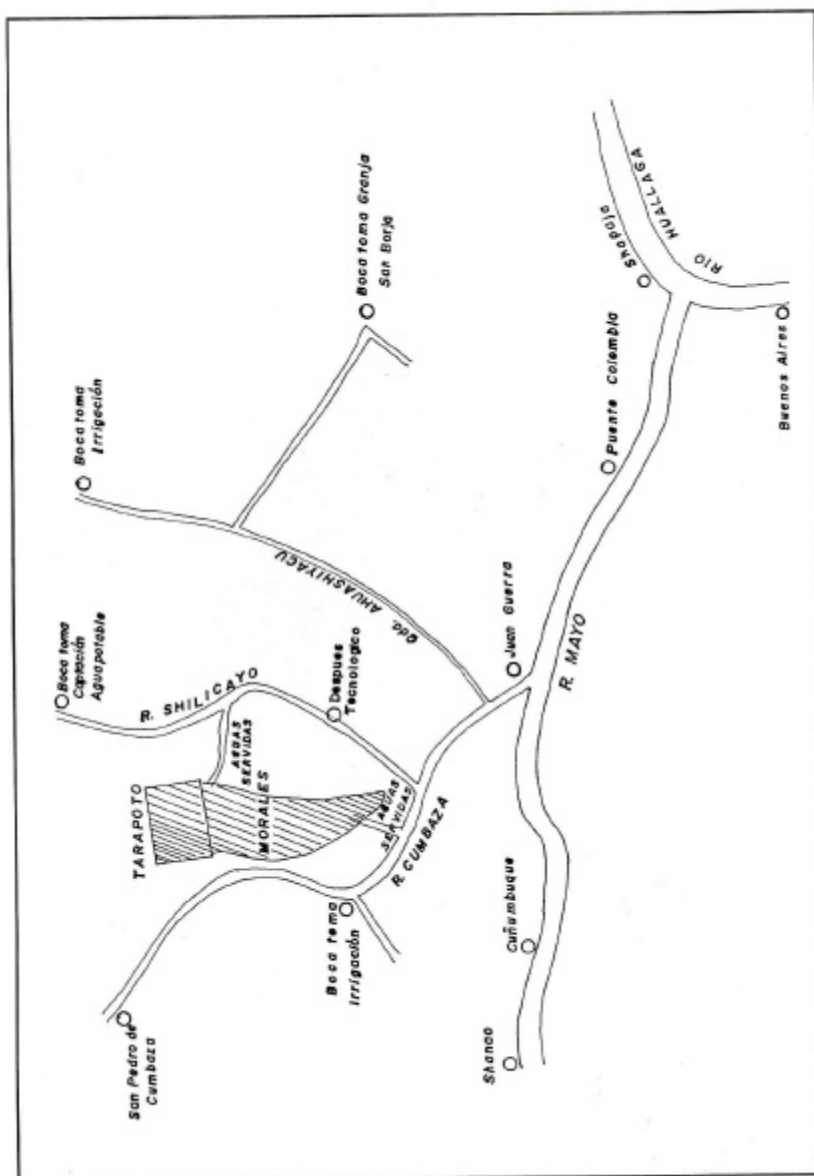 Bocatoma
Captación
Aguapotable
Bocatoma
Irrigación
San Pedro de
Cumbaza
TARAPOTO
R. SHILICAYO
AGUAS
SERVIDAS
MORALES
Qda. AHUASHIYACU
Boca toma
Irrigación
Despues
Tecnologico
Bocatoma Granja
San Borja
AGUAS
SERVIDAS
R. CUMBAZA
Shanao
Cuñumbuque
Juan Guerra
R. MAYO
Puente Colombia
Shapaja
RIO HUALLAGA
Buenos Aires